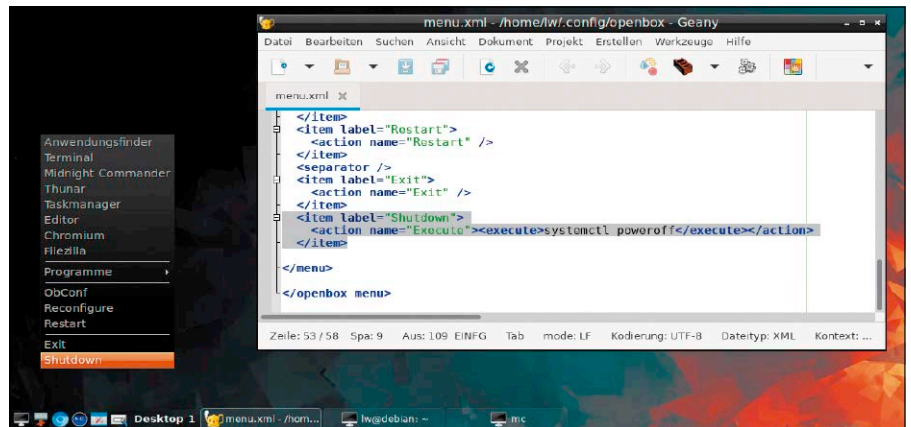 menu.xml - /home/lw/.config/openbox - Geany
Datei Bearbeiten Suchen Ansicht Dokument Projekt Erstellen Werkzeuge Hilfe
menu.xml
</item>
<item label="Restart">
<action name="Restart" />
</item>
<separator />
<item label="Exit">
<action name="Exit" />
</item>
<item label="Shutdown">
<action name="Execute"><execute>systemctl poweroff</execute></action>
</item>
</menu>
</openbox_menu>
Zeile: 53 / 58 Spa: 9 Aus: 109 EINFG Tab mode: LF Kodierung: UTF-8 Dateityp: XML Kontext: ...
Anwendungsfinder
Terminal
Midnight Commander
Thunar
Taskmanager
Editor
Chromium
Filezilla
Programme
ObConf
Reconfigure
Restart
Exit
Shutdown
Desktop 1 menu.xml - /hom... lw@debian: ~ mc